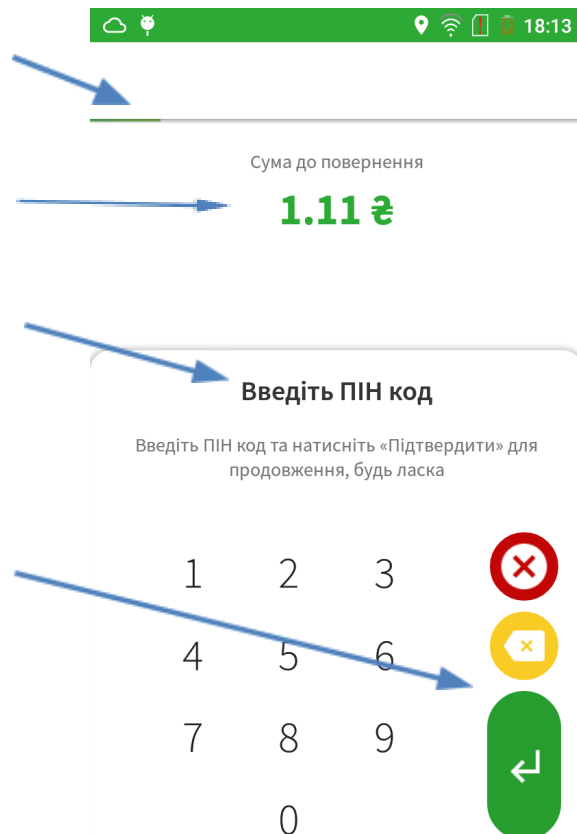 18:13
Сума до повернення
1.11 ₴
Введіть ПІН код
Введіть ПІН код та натисніть «Підтвердити» для
продовження, будь ласка
1 2 3
4 5 6
7 8 9
0